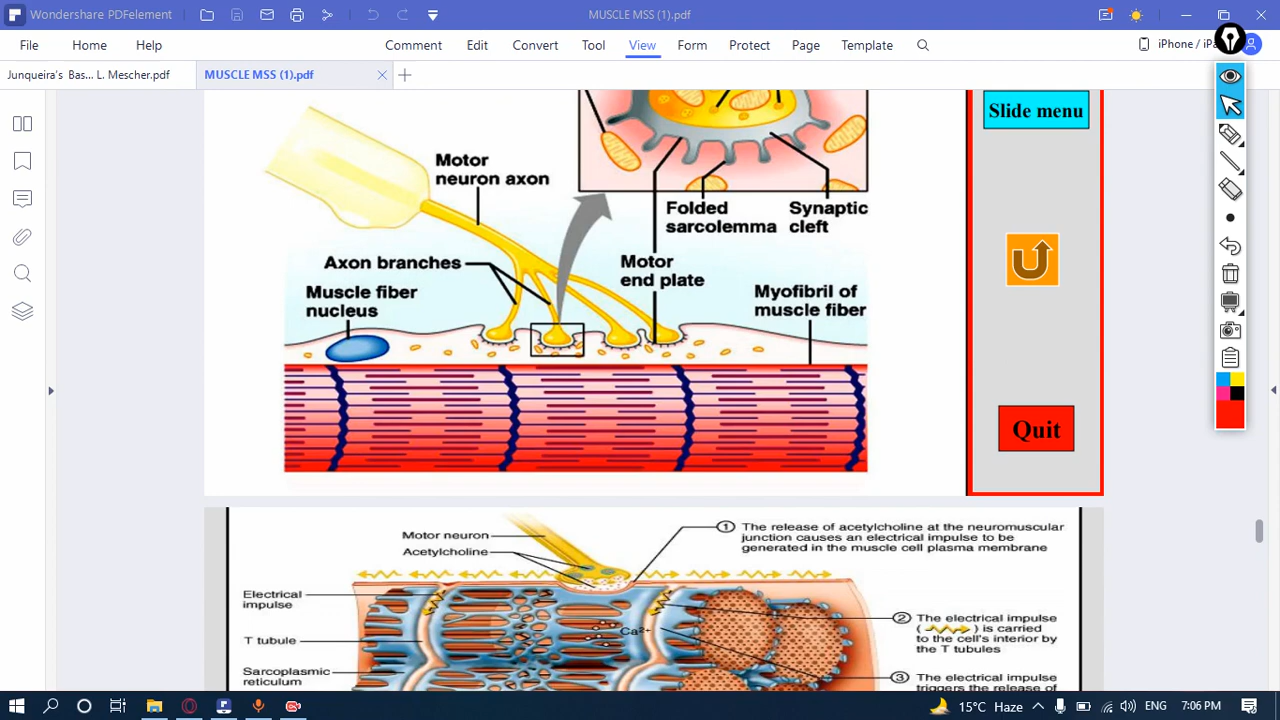 Wondershare PDFelement
MUSCLE MSS (1).pdf
File Home Help
Comment Edit Convert Tool View Form Protect Page Template
iPhone / iPa
Junqueira's Bas... L. Mescher.pdf
MUSCLE MSS (1).pdf
Slide menu
Motor
neuron axon
Folded
sarcolemma
Synaptic
cleft
Axon branches
Motor
end plate
Muscle fiber
nucleus
Myofibril of
muscle fiber
Quit
Motor neuron
Acetylcholine
1 The release of acetylcholine at the neuromuscular
junction causes an electrical impulse to be
generated in the muscle cell plasma membrane
Electrical
impulse
2 The electrical impulse
( ) is carried
to the cell's interior by
the T tubules
Ca2+
T tubule
Sarcoplasmic
reticulum
3 The electrical impulse
triggers the release of
15°C Haze
ENG
7:06 PM